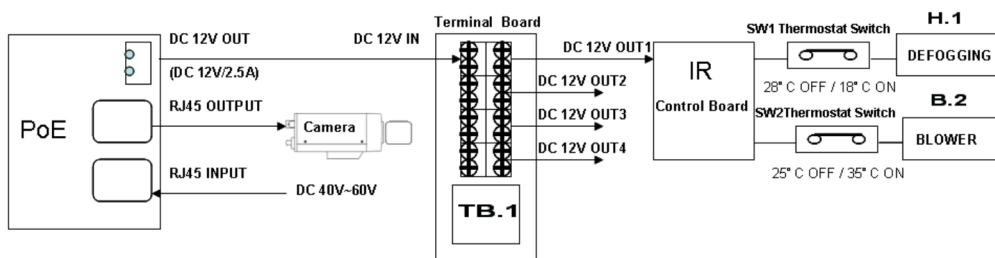 Terminal Board
H.1
DC 12V OUT
DC 12V IN
DC 12V OUT1
SW1 Thermostat Switch
(DC 12V/2.5A)
DC 12V OUT2
IR
Control Board
DEFOGGING
28° C OFF / 18° C ON
B.2
RJ45 OUTPUT
DC 12V OUT3
SW2Thermostat Switch
PoE
Camera
DC 12V OUT4
BLOWER
RJ45 INPUT
25° C OFF / 35° C ON
DC 40V~60V
TB.1